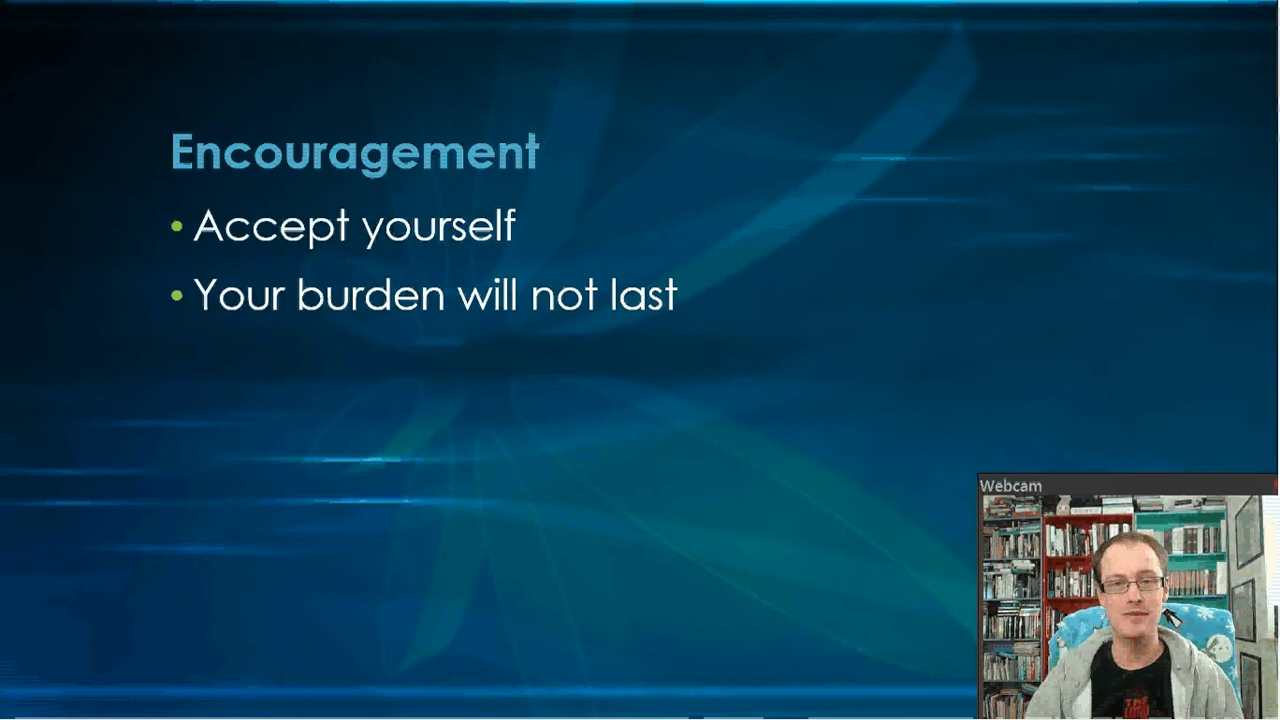 Encouragement
• Accept yourself
• Your burden will not last
Webcam